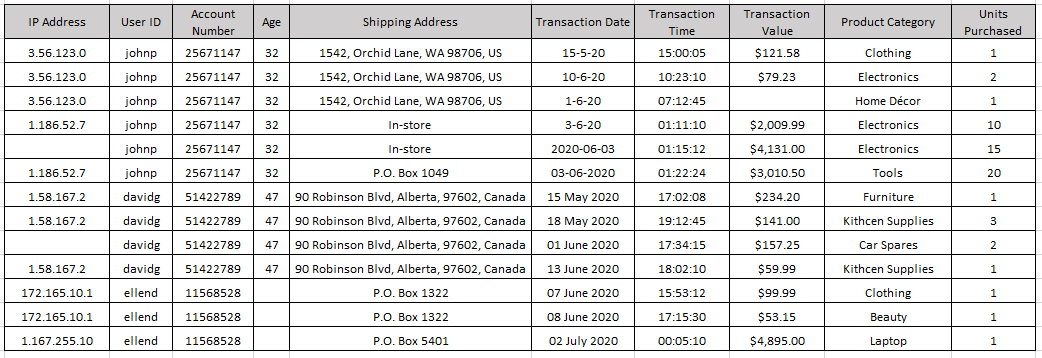 IP Address User ID Account Number Age Shipping Address Transaction Date Transaction Time Transaction Value Product Category Units Purchased
3.56.123.0 johnp 25671147 32 1542, Orchid Lane, WA 98706, US 15-5-20 15:00:05 $121.58 Clothing 1
3.56.123.0 johnp 25671147 32 1542, Orchid Lane, WA 98706, US 10-6-20 10:23:10 $79.23 Electronics 2
3.56.123.0 johnp 25671147 32 1542, Orchid Lane, WA 98706, US 1-6-20 07:12:45 Home Décor 1
1.186.52.7 johnp 25671147 32 In-store 3-6-20 01:11:10 $2,009.99 Electronics 10
johnp 25671147 32 In-store 2020-06-03 01:15:12 $4,131.00 Electronics 15
1.186.52.7 johnp 25671147 32 P.O. Box 1049 03-06-2020 01:22:24 $3,010.50 Tools 20
1.58.167.2 davidg 51422789 47 90 Robinson Blvd, Alberta, 97602, Canada 15 May 2020 17:02:08 $234.20 Furniture 1
1.58.167.2 davidg 51422789 47 90 Robinson Blvd, Alberta, 97602, Canada 18 May 2020 19:12:45 $141.00 Kithcen Supplies 3
davidg 51422789 47 90 Robinson Blvd, Alberta, 97602, Canada 01 June 2020 17:34:15 $157.25 Car Spares 2
1.58.167.2 davidg 51422789 47 90 Robinson Blvd, Alberta, 97602, Canada 13 June 2020 18:02:10 $59.99 Kithcen Supplies 1
172.165.10.1 ellend 11568528 P.O. Box 1322 07 June 2020 15:53:12 $99.99 Clothing 1
172.165.10.1 ellend 11568528 P.O. Box 1322 08 June 2020 17:15:30 $53.15 Beauty 1
1.167.255.10 ellend 11568528 P.O. Box 5401 02 July 2020 00:05:10 $4,895.00 Laptop 1